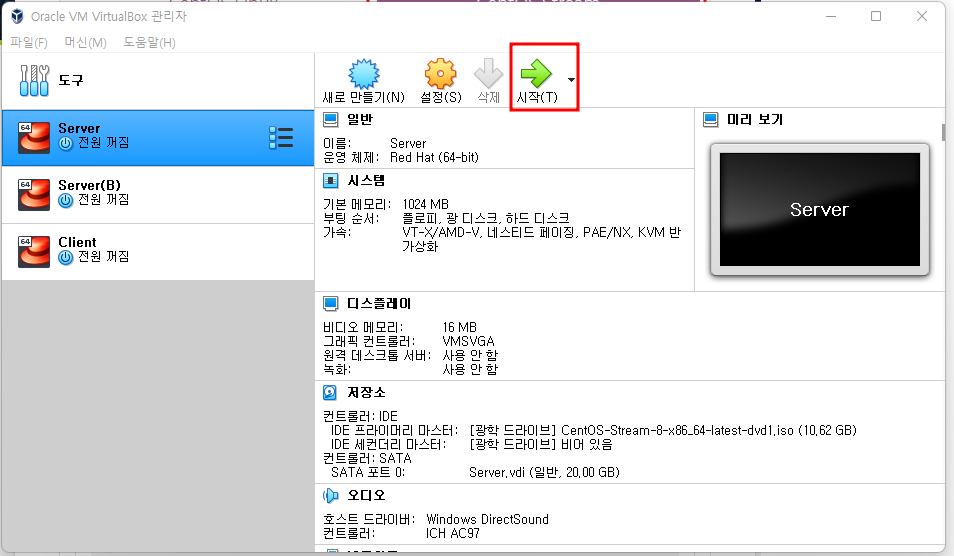 Oracle VM VirtualBox 관리자
파일(F) 머신(M) 도움말(H)
도구
새로 만들기(N) 설정(S) 삭제 시작(T)
64 Server
전원 꺼짐
64 Server(B)
전원 꺼짐
64 Client
전원 꺼짐
일반
이름: Server
운영 체제: Red Hat (64-bit)
시스템
기본 메모리: 1024 MB
부팅 순서: 플로피, 광 디스크, 하드 디스크
가속: VT-X/AMD-V, 네스티드 페이징, PAE/NX, KVM 반
가상화
미리 보기
Server
디스플레이
비디오 메모리: 16 MB
그래픽 컨트롤러: VMSVGA
원격 데스크톱 서버: 사용 안 함
녹화: 사용 안 함
저장소
컨트롤러: IDE
IDE 프라이머리 마스터: [광학 드라이브] CentOS-Stream-8-x86_64-latest-dvd1.iso (10,62 GB)
IDE 세컨더리 마스터: [광학 드라이브] 비어 있음
컨트롤러: SATA
SATA 포트 0: Server.vdi (일반, 20,00 GB)
오디오
호스트 드라이버: Windows DirectSound
컨트롤러: ICH AC97